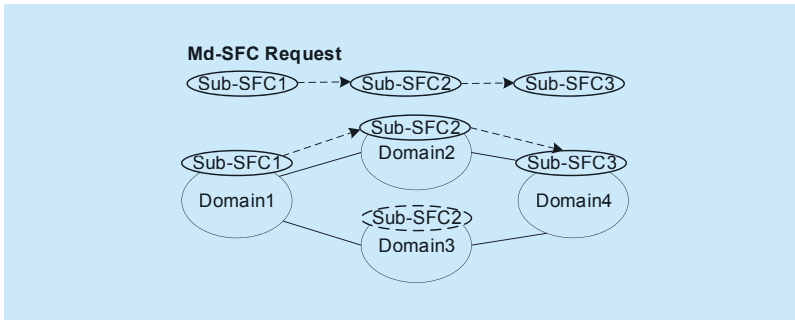 Md-SFC Request
Sub-SFC1 Sub-SFC2 Sub-SFC3
Sub-SFC2
Domain2
Sub-SFC1
Domain1
Sub-SFC3
Domain4
Sub-SFC2
Domain3